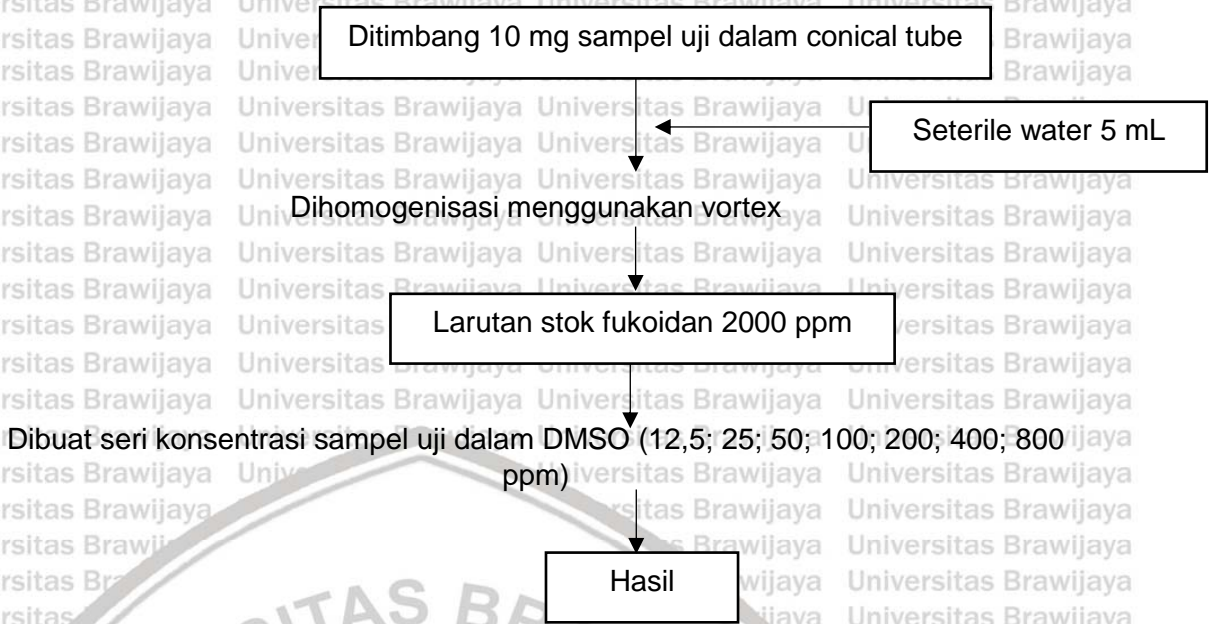 Ditimbang 10 mg sampel uji dalam conical tube
Seterile water 5 mL
Dihomogenisasi menggunakan vortex
Larutan stok fukoidan 2000 ppm
Dibuat seri konsentrasi sampel uji dalam DMSO (12,5; 25; 50; 100; 200; 400; 800
ppm)
Hasil